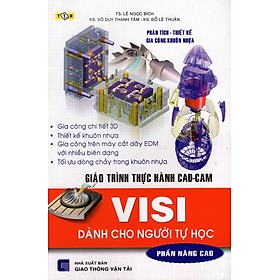 TS. LÊ NGỌC BÍCH
KS. VÕ DUY THANH TÂM - KS. ĐỖ LÊ THUẬN
PHÂN TÍCH - THIẾT KẾ
GIA CÔNG KHUÔN NHỰA
• Gia công chi tiết 3D
• Thiết kế khuôn nhựa
• Gia công trên máy cắt dây EDM
với nhiều biên dạng
• Tối ưu dòng chảy trong khuôn nhựa
GIÁO TRÌNH THỰC HÀNH CAD-CAM
VISI
DÀNH CHO NGƯỜI TỰ HỌC
PHẦN NÂNG CAO
NHÀ XUẤT BẢN
GIAO THÔNG VẬN TẢI